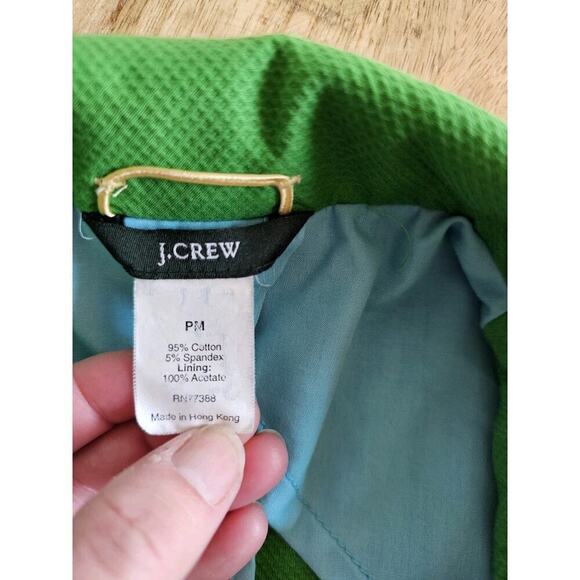 J.CREW
PM
95% Cotton
5% Spandex
Lining:
100% Acetate
RN77388
Made in Hong Kong